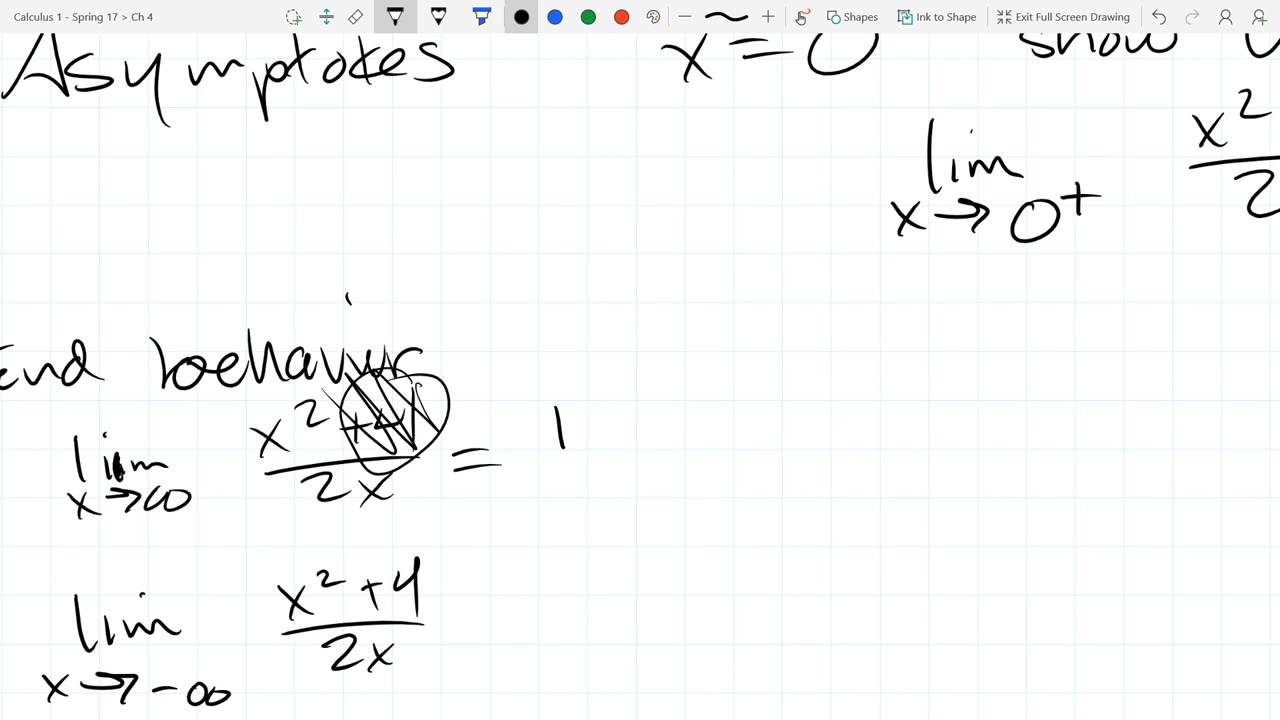 Calculus 1 - Spring 17 > Ch 4
Shapes
Ink to Shape
Exit Full Screen Drawing
Asymptotes
x = 0 show
lim x→0+ x² / 2
End behavior
lim x→∞ x² +4 / 2x = 1
lim x→-∞ x² +4 / 2x